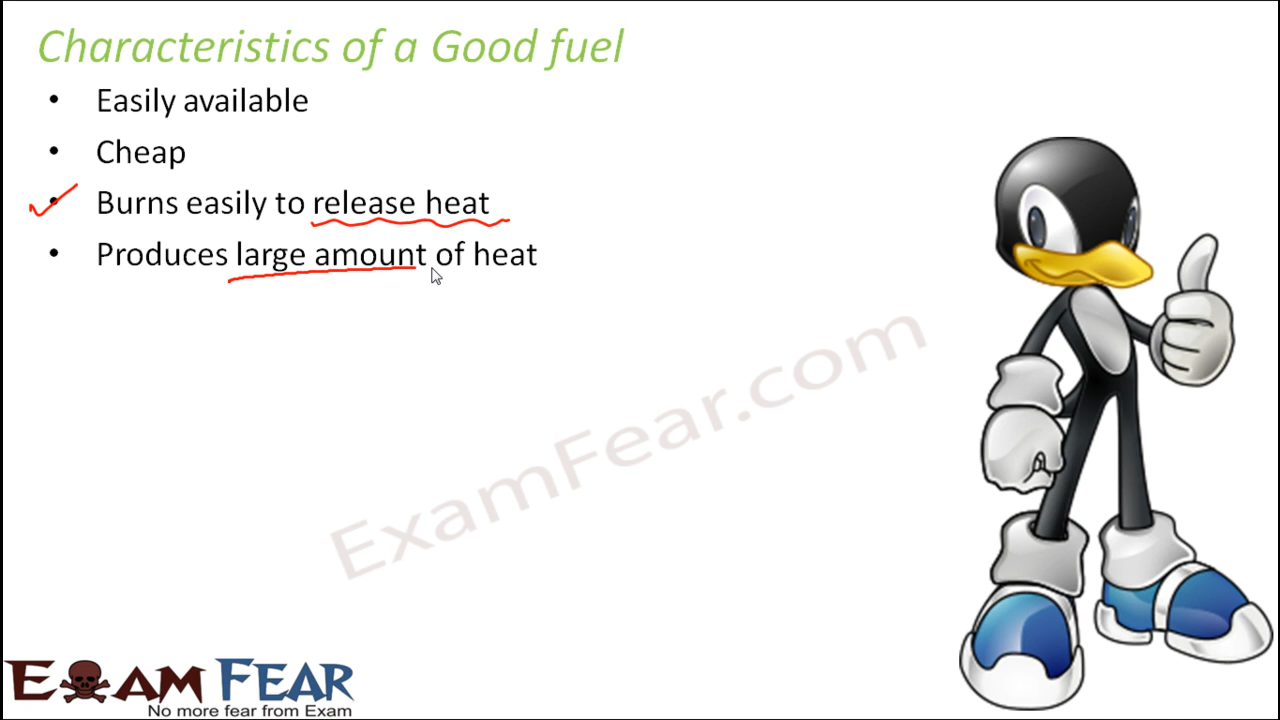 Characteristics of a Good fuel
• Easily available
• Cheap
• Burns easily to release heat
• Produces large amount of heat
ExamFear.com
EXAM FEAR
No more fear from Exam